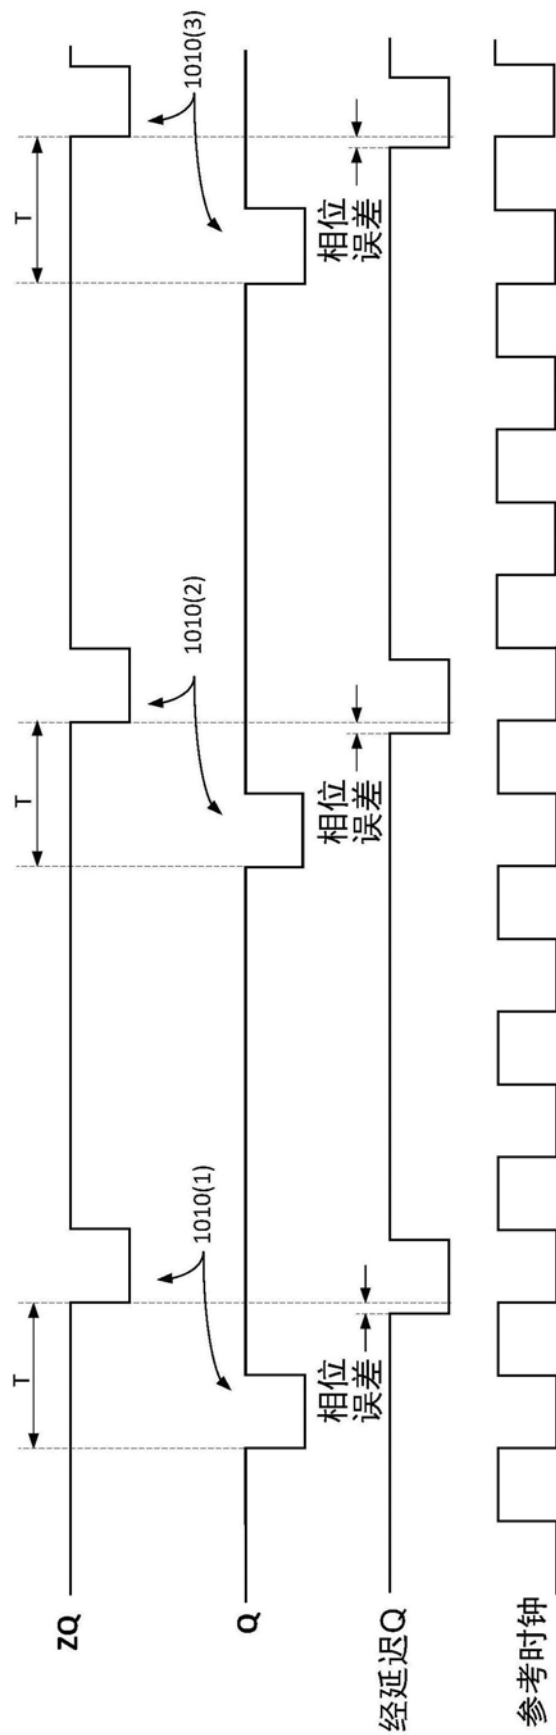 T
T
T
ZQ
1010(1)
1010(2)
1010(3)
Q
相位
误差
相位
误差
相位
误差
经延迟Q
参考时钟